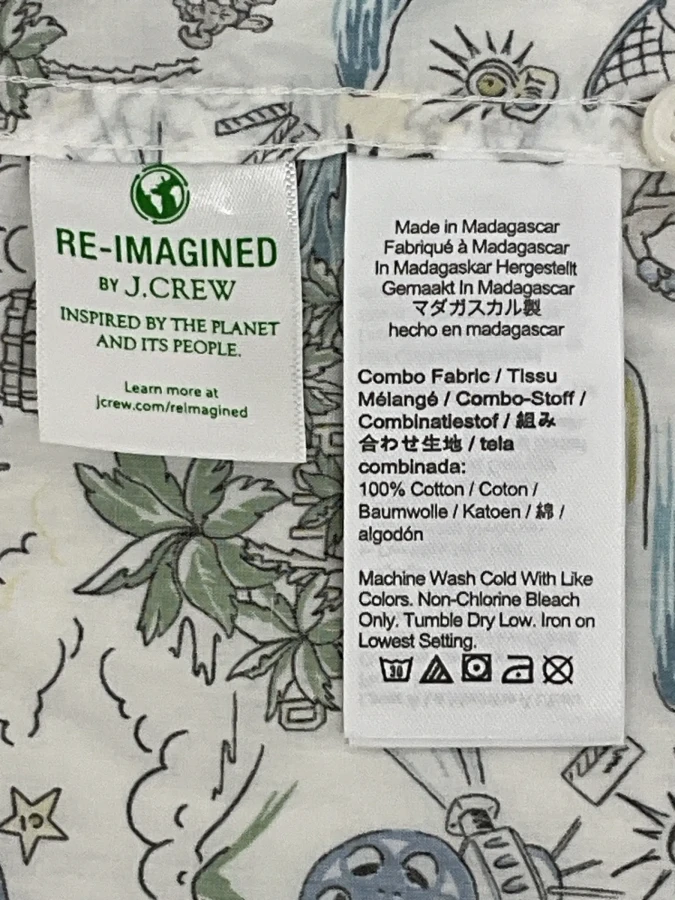 RE-IMAGINED
BY J.CREW
INSPIRED BY THE PLANET
AND ITS PEOPLE.
Learn more at
jcrew.com/reimagined
Made in Madagascar
Fabriqué à Madagascar
In Madagaskar Hergestellt
Gemaakt In Madagascar
マダガスカル製
hecho en madagascar
Combo Fabric / Tissu
Mélangé / Combo-Stoff /
Combinatiestof / 組み
合わせ生地 / tela
combinada:
100% Cotton / Coton /
Baumwolle / Katoen / 綿 /
algodón
Machine Wash Cold With Like
Colors. Non-Chlorine Bleach
Only. Tumble Dry Low. Iron on
Lowest Setting.
30